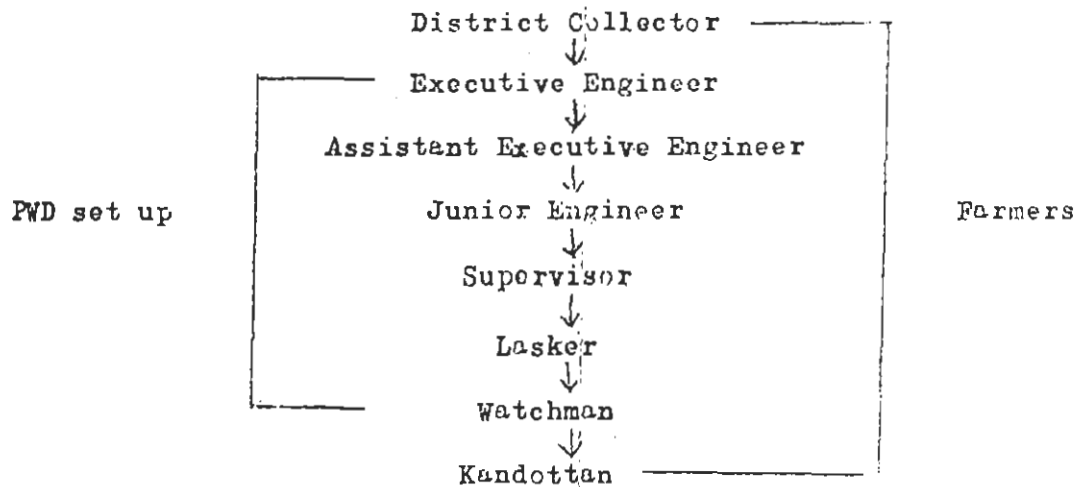 District Collector
Executive Engineer
Assistant Executive Engineer
PWD set up
Junior Engineer
Farmers
Supervisor
Lasker
Watchman
Kandottan